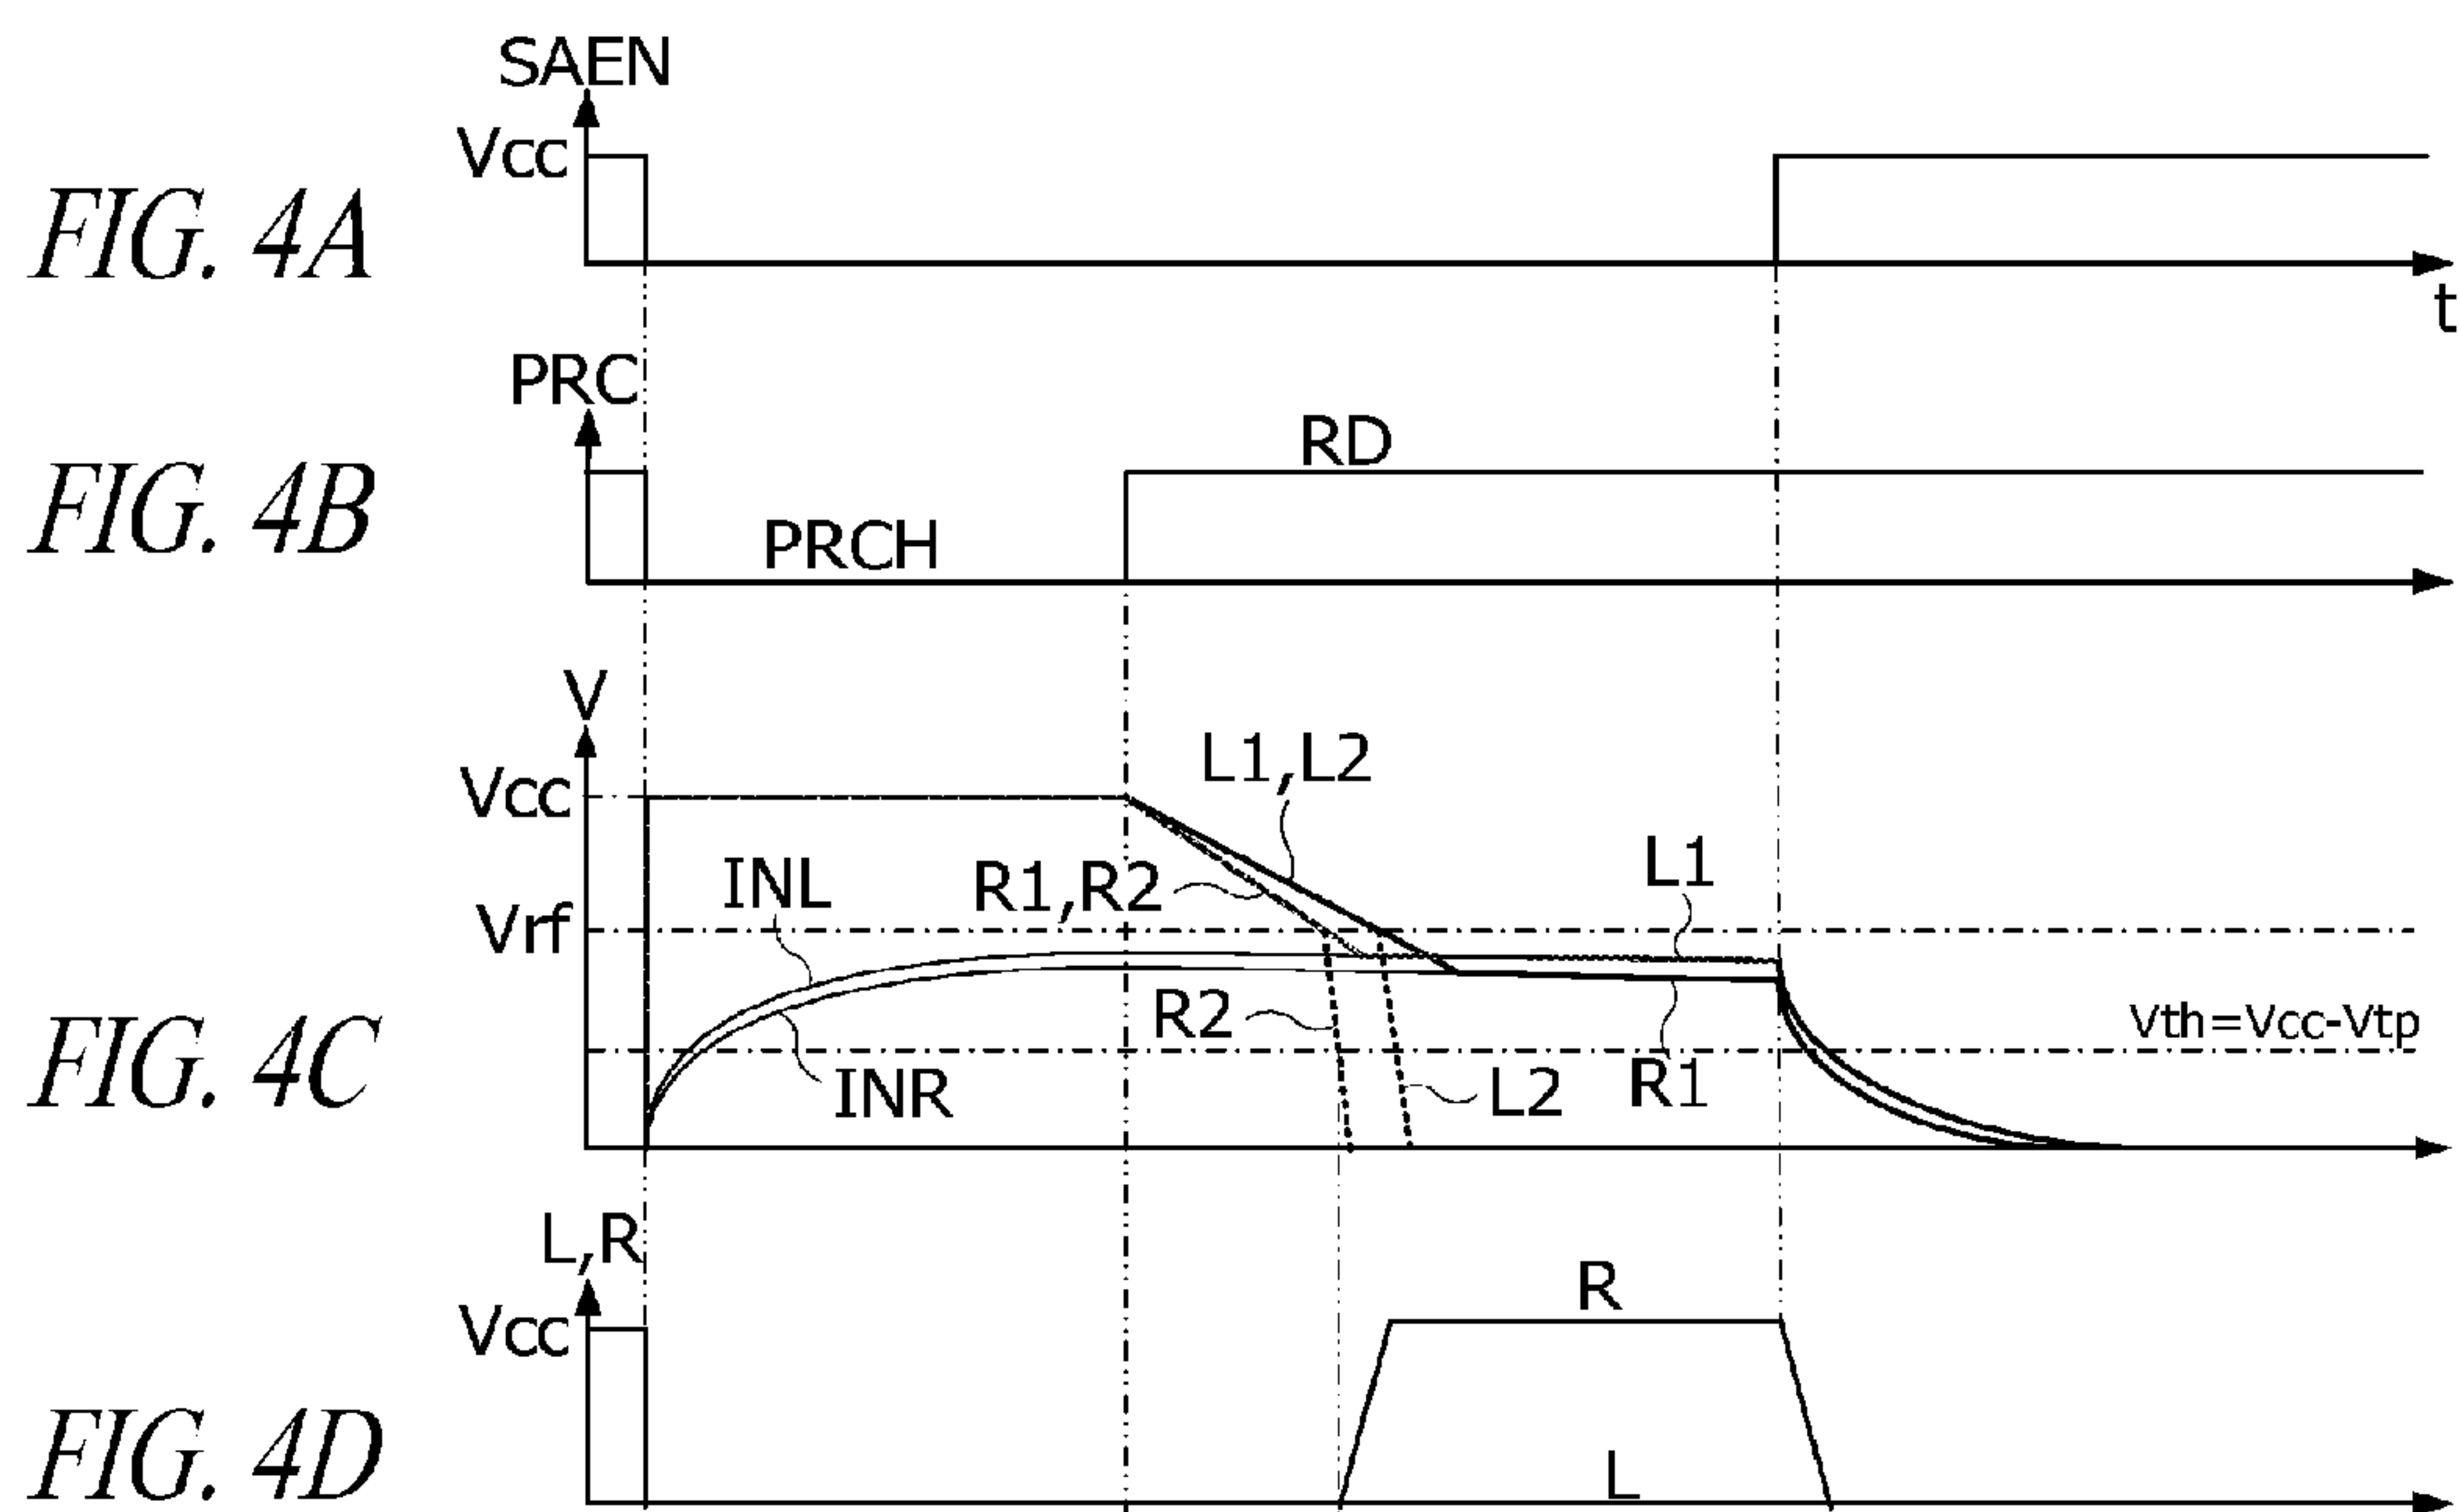 SAEN
Vcc
FIG. 4A
t
PRC
RD
FIG. 4B
PRCH
V
L1,L2
Vcc
L1
INL
R1,R2
Vrf
R2
Vth=Vcc-Vtp
FIG. 4C
INR
L2
R1
L,R
R
Vcc
FIG. 4D
L